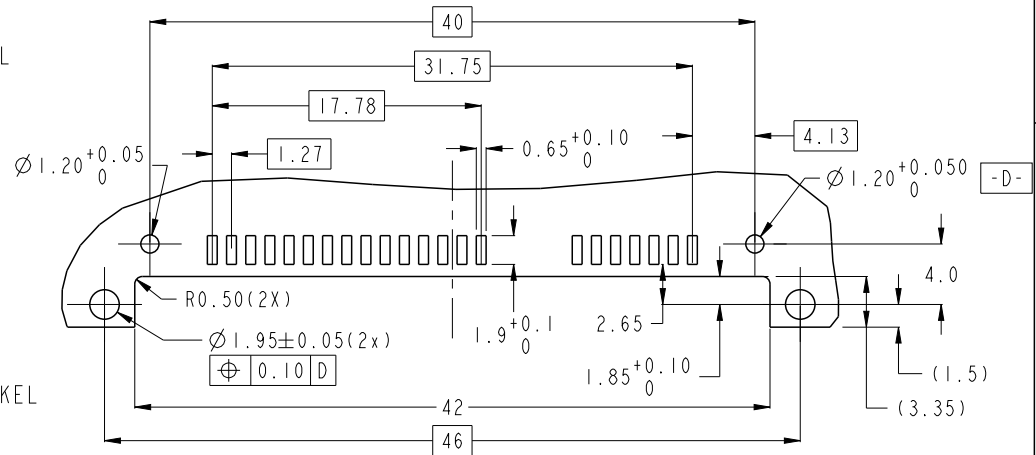 40
L
31.75
17.78
4.13
0.65 +0.10 0
1.27
Ø1.20 +0.05 0
Ø1.20 +0.050 0
-D-
4.0
R0.50(2X)
1.9 +0.1 0
2.65
Ø1.95±0.05(2x)
⌖ 0.10 D
1.85 +0.10 0
(1.5)
KEL
42
(3.35)
46